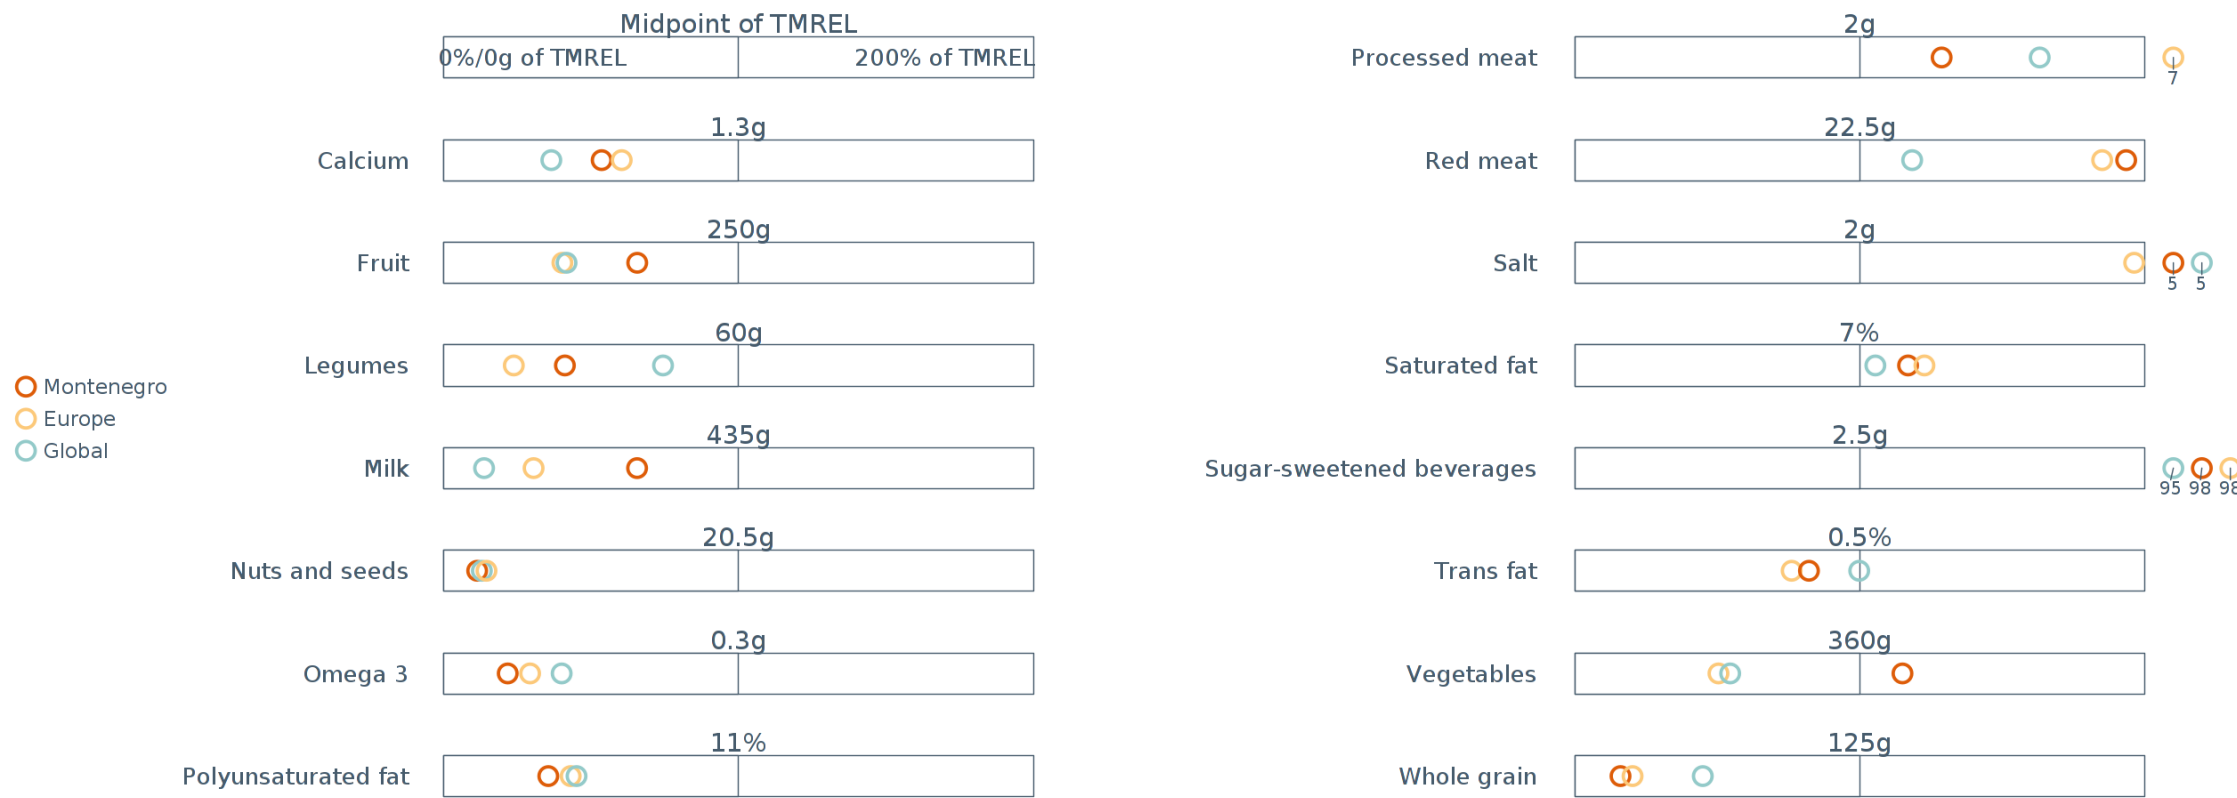 Midpoint of TMREL
0%/0g of TMREL
200% of TMREL
1.3g
Calcium
250g
Fruit
60g
Legumes
435g
Milk
20.5g
Nuts and seeds
0.3g
Omega 3
11%
Polyunsaturated fat
Montenegro
Europe
Global
2g
Processed meat
7
22.5g
Red meat
2g
Salt
5 5
7%
Saturated fat
2.5g
Sugar-sweetened beverages
95 98 98
0.5%
Trans fat
360g
Vegetables
125g
Whole grain